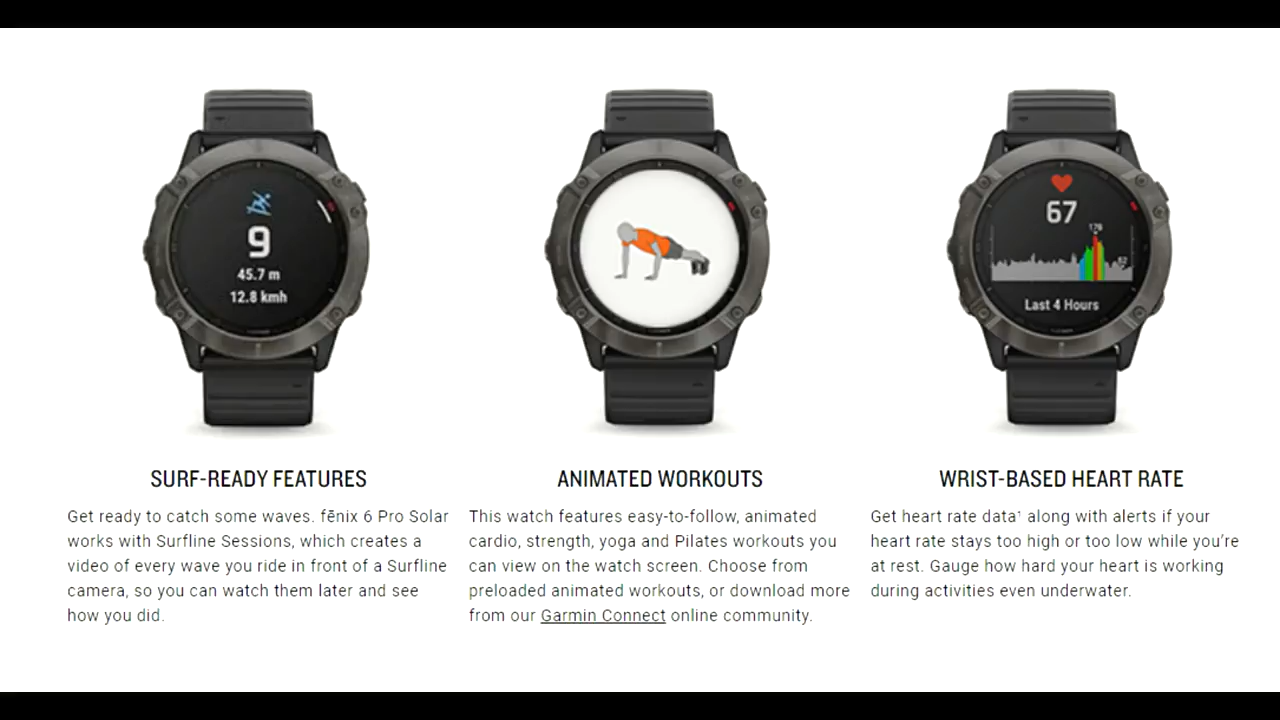 9
45.7 m
12.8 kmh
67
178
Last 4 Hours
SURF-READY FEATURES
Get ready to catch some waves. fēnix 6 Pro Solar
works with Surfline Sessions, which creates a
video of every wave you ride in front of a Surfline
camera, so you can watch them later and see
how you did.
ANIMATED WORKOUTS
This watch features easy-to-follow, animated
cardio, strength, yoga and Pilates workouts you
can view on the watch screen. Choose from
preloaded animated workouts, or download more
from our Garmin Connect online community.
WRIST-BASED HEART RATE
Get heart rate data¹ along with alerts if your
heart rate stays too high or too low while you're
at rest. Gauge how hard your heart is working
during activities even underwater.